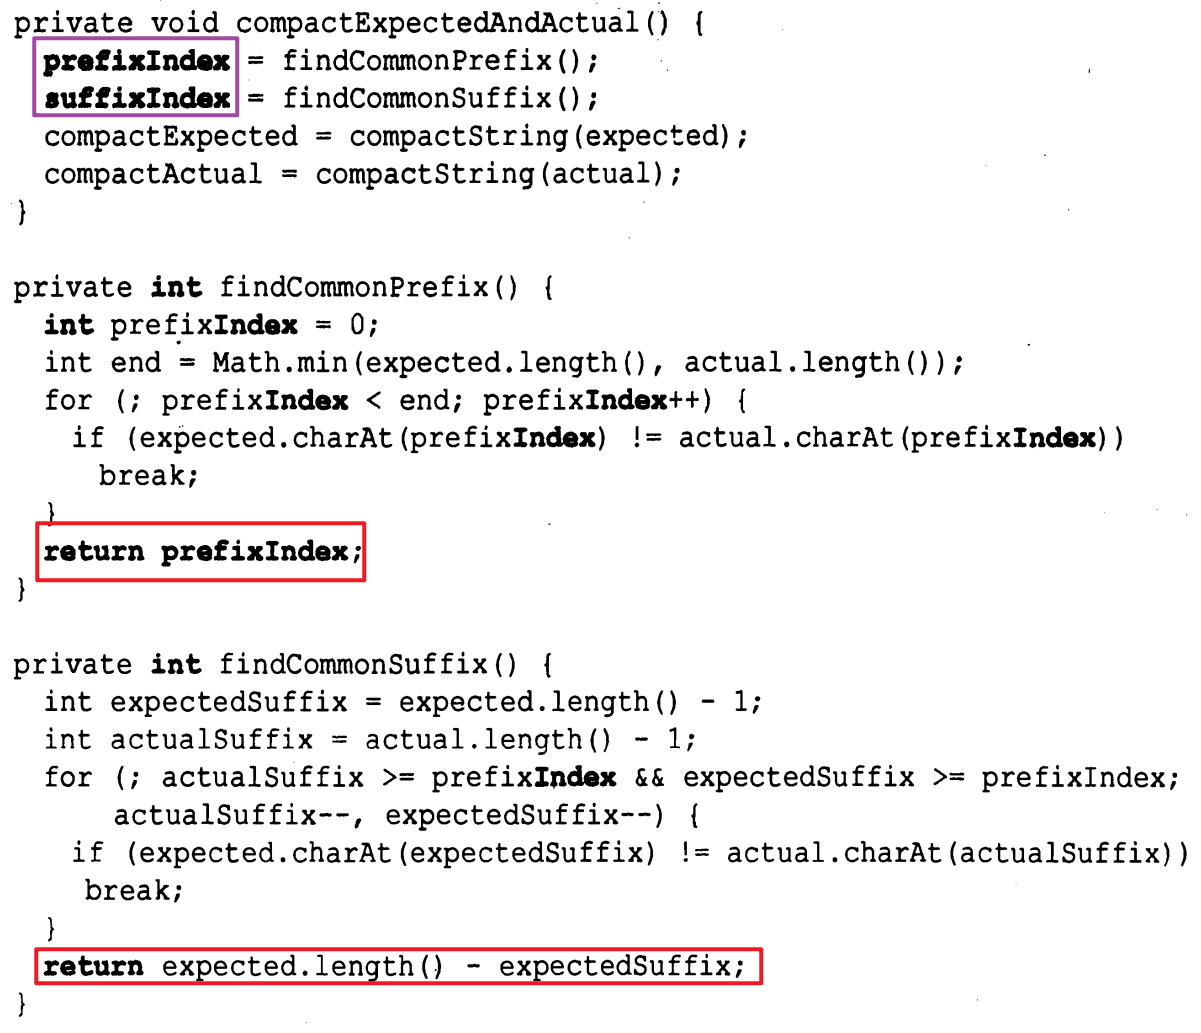 private void compactExpectedAndActual() {
prefixIndex = findCommonPrefix();
suffixIndex = findCommonSuffix();
compactExpected = compactString(expected);
compactActual = compactString(actual);
}
private int findCommonPrefix() {
int prefixIndex = 0;
int end = Math.min(expected.length(), actual.length());
for (; prefixIndex < end; prefixIndex++) {
if (expected.charAt(prefixIndex) != actual.charAt(prefixIndex))
break;
}
return prefixIndex;
}
private int findCommonSuffix() {
int expectedSuffix = expected.length() - 1;
int actualSuffix = actual.length() - 1;
for (; actualSuffix >= prefixIndex && expectedSuffix >= prefixIndex;
actualSuffix--, expectedSuffix--) {
if (expected.charAt(expectedSuffix) != actual.charAt(actualSuffix))
break;
}
return expected.length() - expectedSuffix;
}